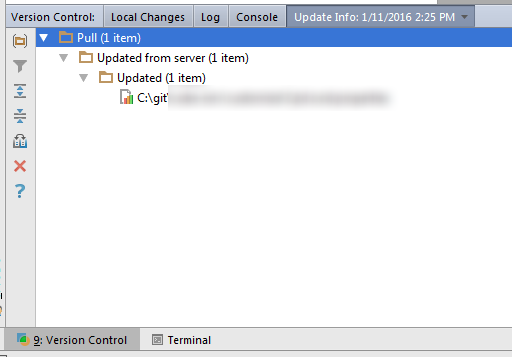 Version Control: Local Changes Log Console Update Info: 1/11/2016 2:25 PM
Pull (1 item)
Updated from server (1 item)
Updated (1 item)
C:\git\
9: Version Control Terminal